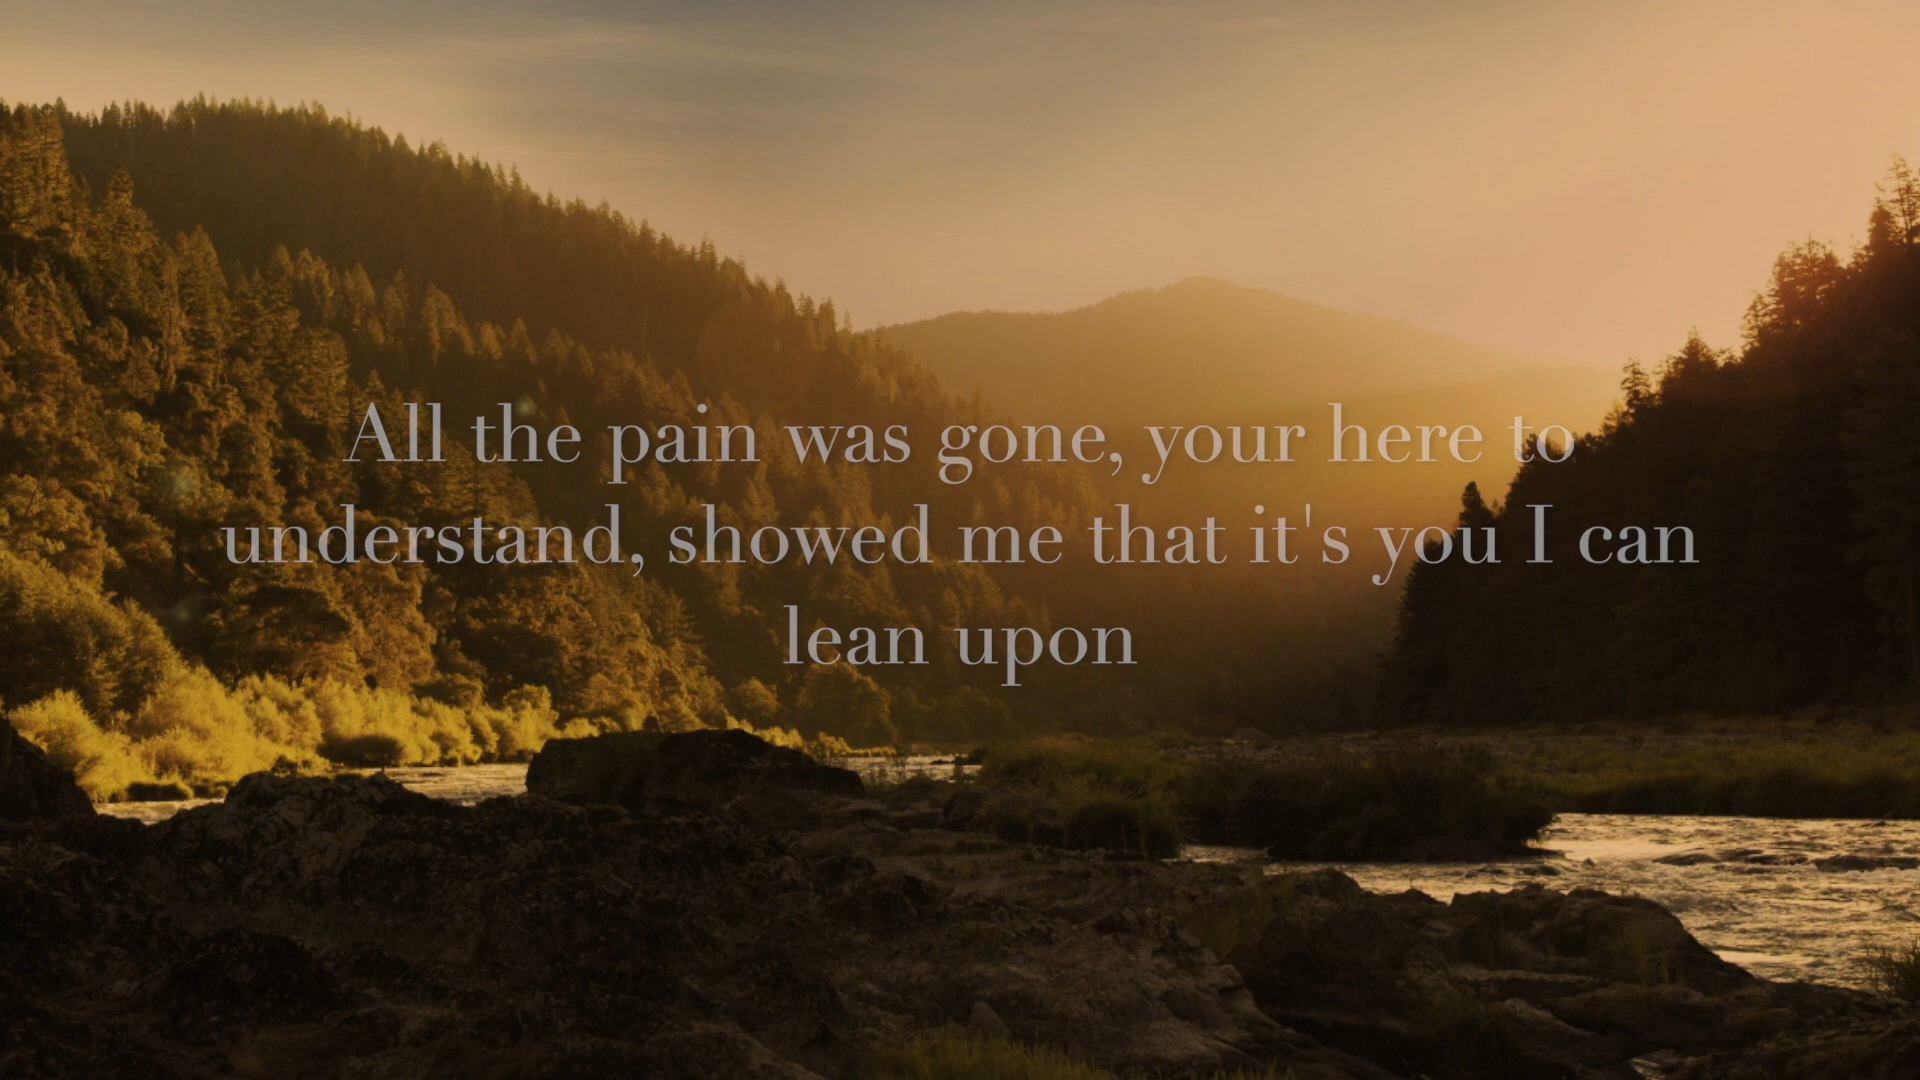 All the pain was gone, your here to
understand, showed me that it's you I can
lean upon